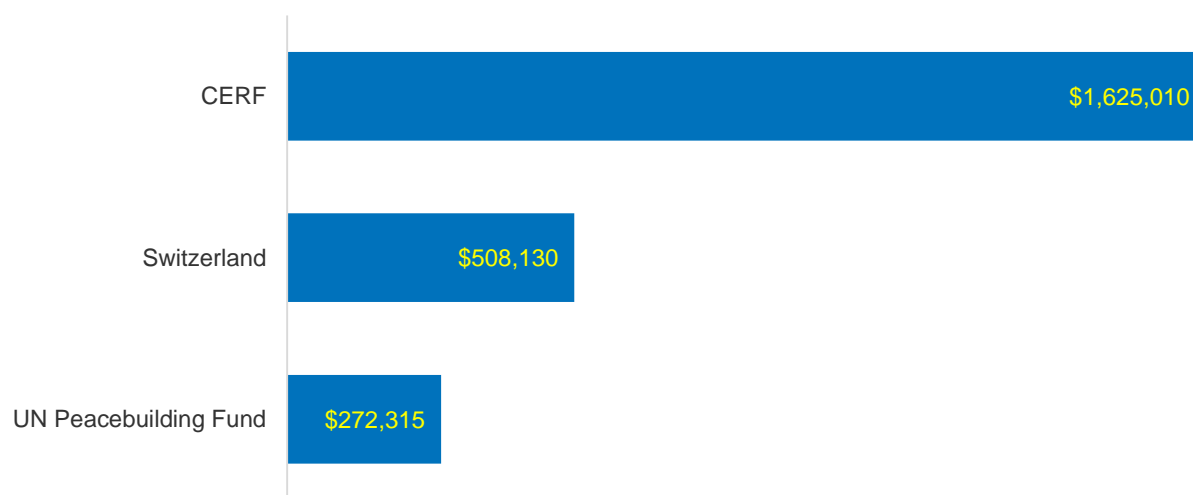 CERF
$1,625,010
Switzerland
$508,130
UN Peacebuilding Fund
$272,315